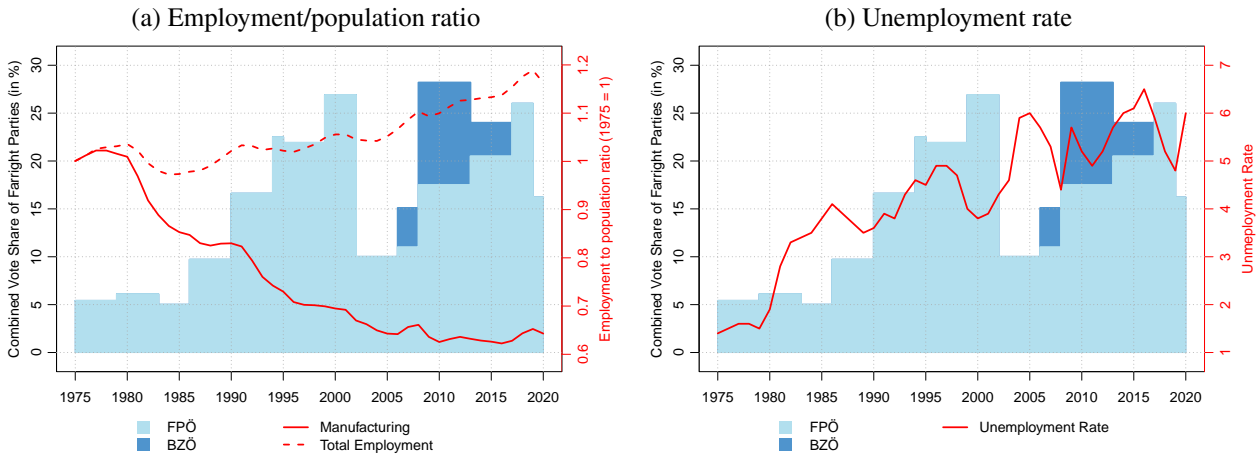 (a) Employment/population ratio
Combined Vote Share of Farright Parties (in %)
30
25
20
15
10
5
0
1.2
1.1
1
0.9
0.8
0.7
0.6
Employment to population ratio (1975 = 1)
1975 1980 1985 1990 1995 2000 2005 2010 2015 2020
FPÖ
BZÖ
Manufacturing
Total Employment
(b) Unemployment rate
Combined Vote Share of Farright Parties (in %)
30
25
20
15
10
5
0
7
6
5
4
3
2
1
Unmeployment Rate
1975 1980 1985 1990 1995 2000 2005 2010 2015 2020
FPÖ
BZÖ
Unemployment Rate